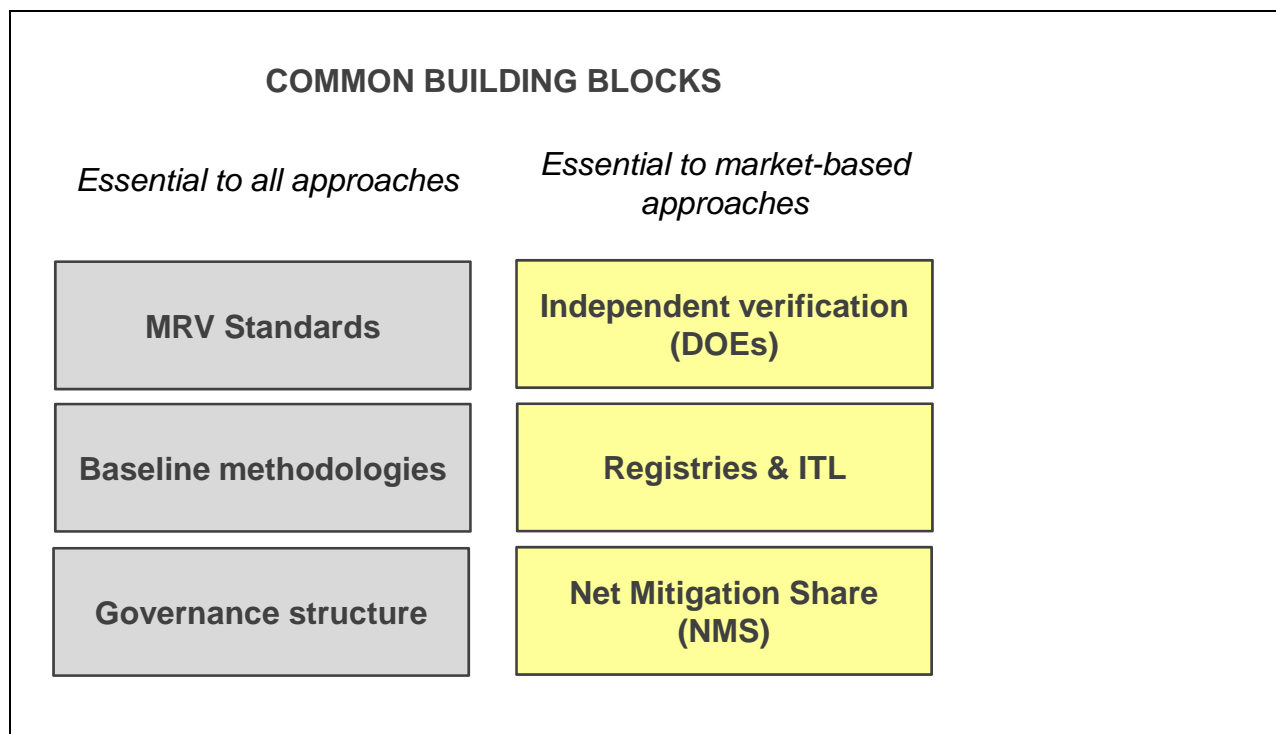 COMMON BUILDING BLOCKS
Essential to all approaches
Essential to market-based
approaches
MRV Standards
Independent verification
(DOEs)
Baseline methodologies
Registries & ITL
Governance structure
Net Mitigation Share
(NMS)